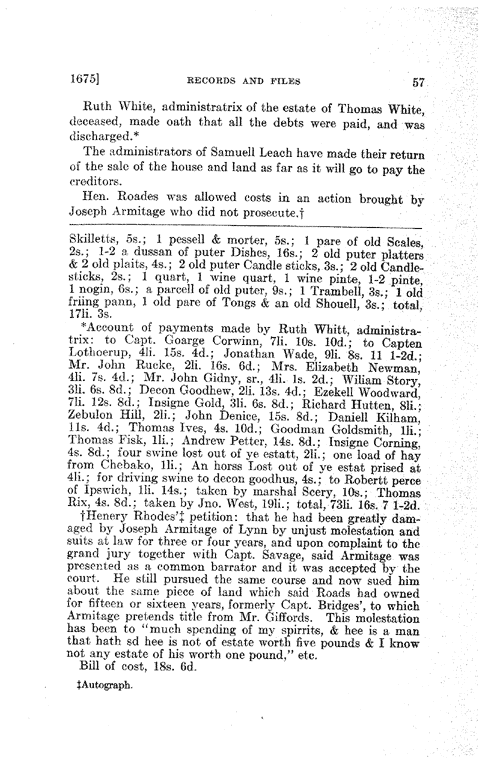 1675] RECORDS AND FILES 57
Ruth White, administratrix of the estate of Thomas White,
deceased, made oath that all the debts were paid, and was
discharged.*
The administrators of Samuell Leach have made their return
of the sale of the house and land as far as it will go to pay the
creditors.
Hen. Roades was allowed costs in an action brought by
Joseph Armitage who did not prosecute.†
Skilletts, 5s.; 1 pessell & morter, 5s.; 1 pare of old Scales,
2s.; 1-2 a dussan of puter Dishes, 16s.; 2 old puter platters
& 2 old plaits, 4s.; 2 old puter Candle sticks, 3s.; 2 old Candle-
sticks, 2s.; 1 quart, 1 wine quart, 1 wine pinte, 1-2 pinte,
1 nogin, 6s.; a parcell of old puter, 9s.; 1 Trambell, 3s.; 1 old
friing pann, 1 old pare of Tongs & an old Shouell, 3s.; total,
17li. 3s.
*Account of payments made by Ruth Whitt, administra-
trix: to Capt. Goarge Corwinn, 7li. 10s. 10d.; to Capten
Lothoerup, 4li. 15s. 4d.; Jonathan Wade, 9li. 8s. 11 1-2d.;
Mr. John Rucke, 2li. 16s. 6d.; Mrs. Elizabeth Newman,
4li. 7s. 4d.; Mr. John Gidny, sr., 4li. 1s. 2d.; Wiliam Story,
3li. 6s. 8d.; Decon Goodhew, 2li. 13s. 4d.; Ezekell Woodward,
7li. 12s. 8d.; Insigne Gold, 3li. 6s. 8d.; Richard Hutten, 8li.;
Zebulon Hill, 2li.; John Denice, 15s. 8d.; Daniell Kilham,
11s. 4d.; Thomas Ives, 4s. 10d.; Goodman Goldsmith, 1li.;
Thomas Fisk, 1li.; Andrew Petter, 14s. 8d.; Insigne Corning,
4s. 8d.; four swine lost out of ye estatt, 2li.; one load of hay
from Chebako, 1li.; An horss Lost out of ye estat prised at
4li.; for driving swine to decon goodhus, 4s.; to Robertt perce
of Ipswich, 1li. 14s.; taken by marshal Scery, 10s.; Thomas
Rix, 4s. 8d.; taken by Jno. West, 19li.; total, 73li. 16s. 7 1-2d.
†Henery Rhodes'‡ petition: that he had been greatly dam-
aged by Joseph Armitage of Lynn by unjust molestation and
suits at law for three or four years, and upon complaint to the
grand jury together with Capt. Savage, said Armitage was
presented as a common barrator and it was accepted by the
court. He still pursued the same course and now sued him
about the same piece of land which said Roads had owned
for fifteen or sixteen years, formerly Capt. Bridges', to which
Armitage pretends title from Mr. Giffords. This molestation
has been to "much spending of my spirrits, & hee is a man
that hath sd hee is not of estate worth five pounds & I know
not any estate of his worth one pound," etc.
Bill of cost, 18s. 6d.
‡Autograph.